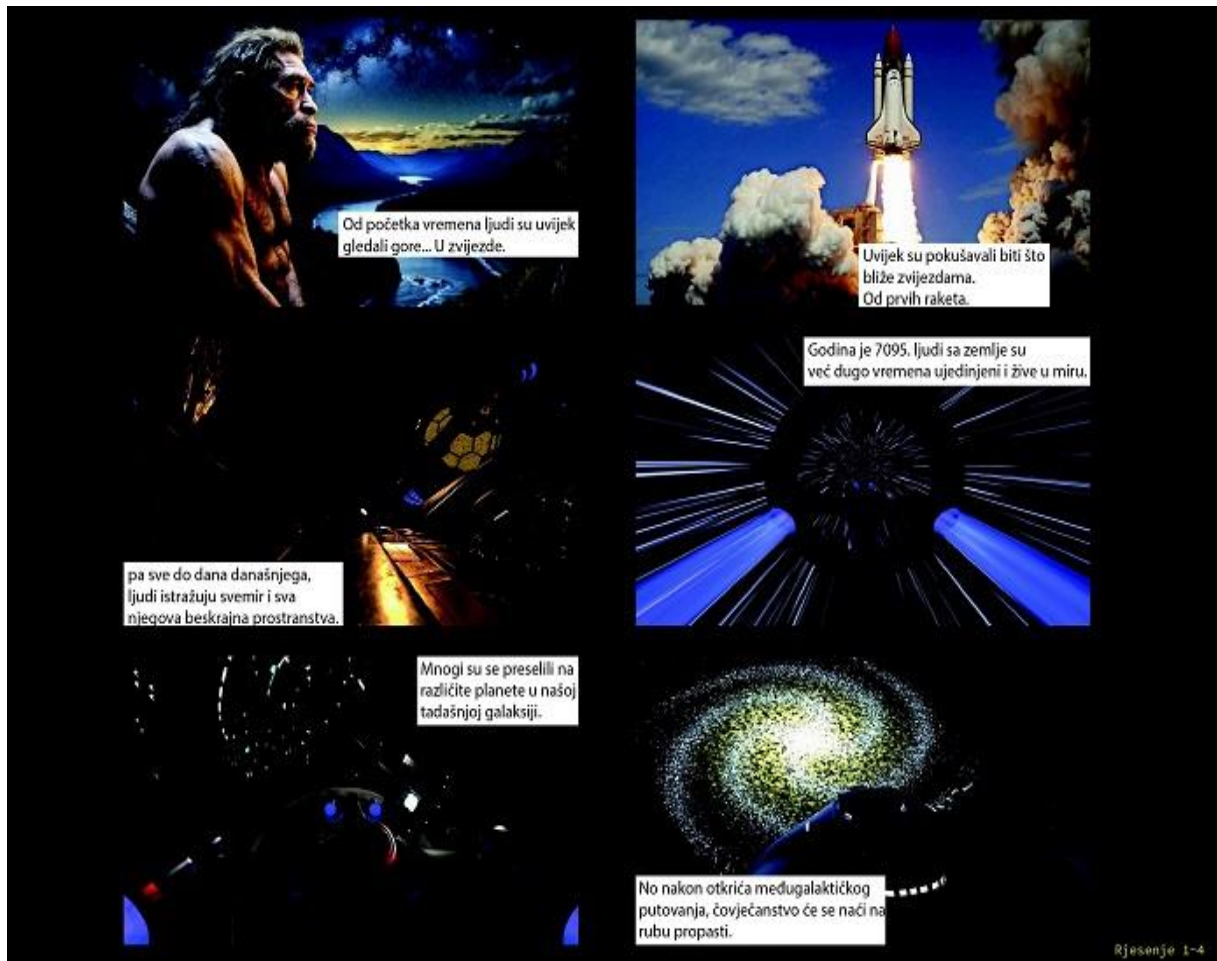 Od početka vremena ljudi su uvijek
gledali gore... U zvijezde.
Uvijek su pokušavali biti što
bliže zvijezdama.
Od prvih raketa.
pa sve do dana današnjega,
ljudi istražuju svemir i sva
njegova beskrajna prostranstva.
Godina je 7095. ljudi sa zemlje su
već dugo vremena ujedinjeni i žive u miru.
Mnogi su se preselili na
različite planete u našoj
tadašnjoj galaksiji.
No nakon otkrića međugalaktičkog
putovanja, čovječanstvo će se naći na
rubu propasti.
Rjesenje 1-4